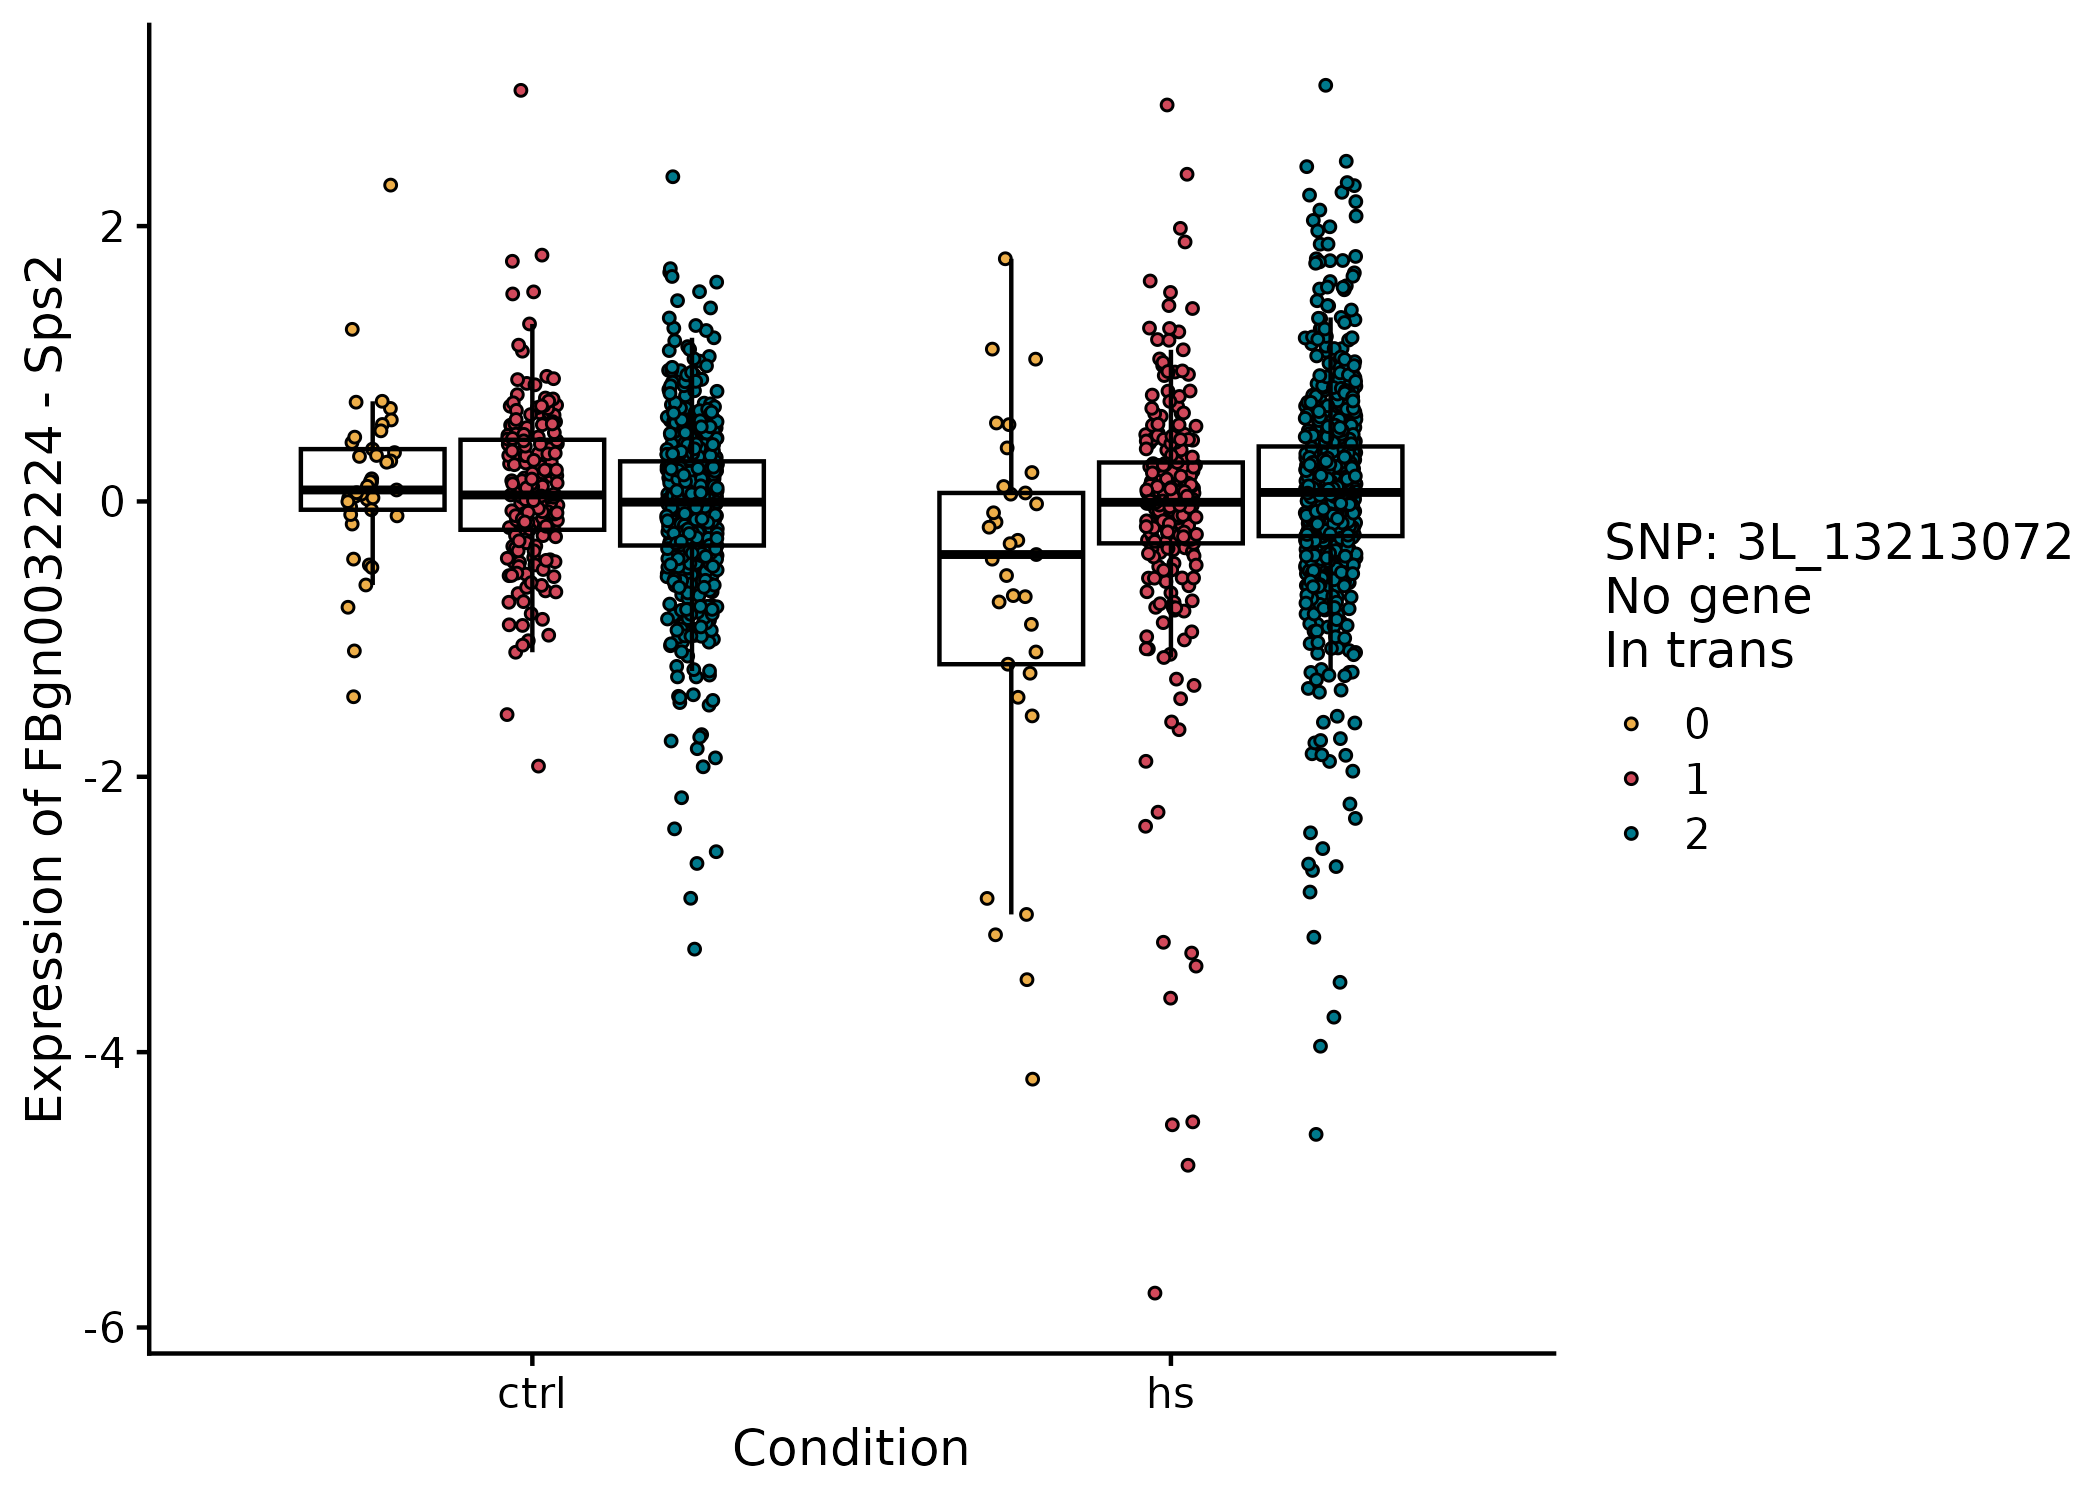 Expression of FBgn0032224 - Sps2
2
0
-2
-4
-6
ctrl
hs
Condition
SNP: 3L_13213072
No gene
In trans
0
1
2